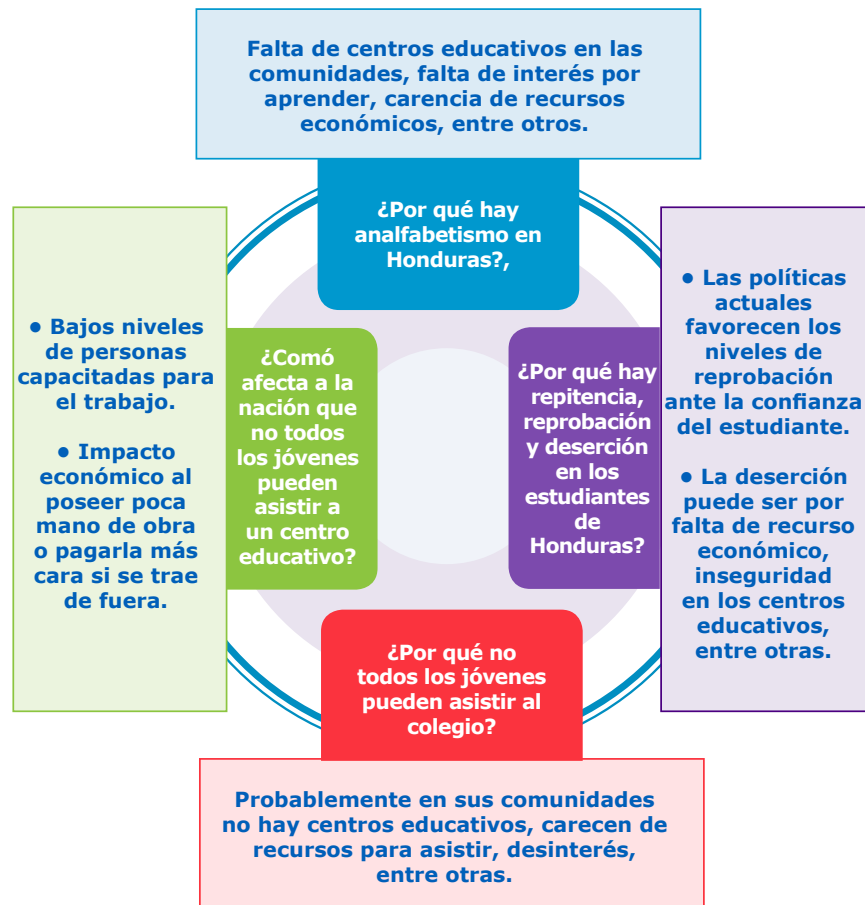 Falta de centros educativos en las
comunidades, falta de interés por
aprender, carencia de recursos
económicos, entre otros.
¿Por qué hay
analfabetismo en
Honduras?,
• Bajos niveles
de personas
capacitadas para
el trabajo.
• Impacto
económico al
poseer poca
mano de obra
o pagarla más
cara si se trae
de fuera.
¿Comó
afecta a la
nación que
no todos
los jóvenes
pueden
asistir a
un centro
educativo?
¿Por qué hay
repitencia,
reprobación
y deserción
en los
estudiantes
de
Honduras?
• Las políticas
actuales
favorecen los
niveles de
reprobación
ante la confianza
del estudiante.
• La deserción
puede ser por
falta de recurso
económico,
inseguridad
en los centros
educativos,
entre otras.
¿Por qué no
todos los jóvenes
pueden asistir al
colegio?
Probablemente en sus comunidades
no hay centros educativos, carecen de
recursos para asistir, desinterés,
entre otras.